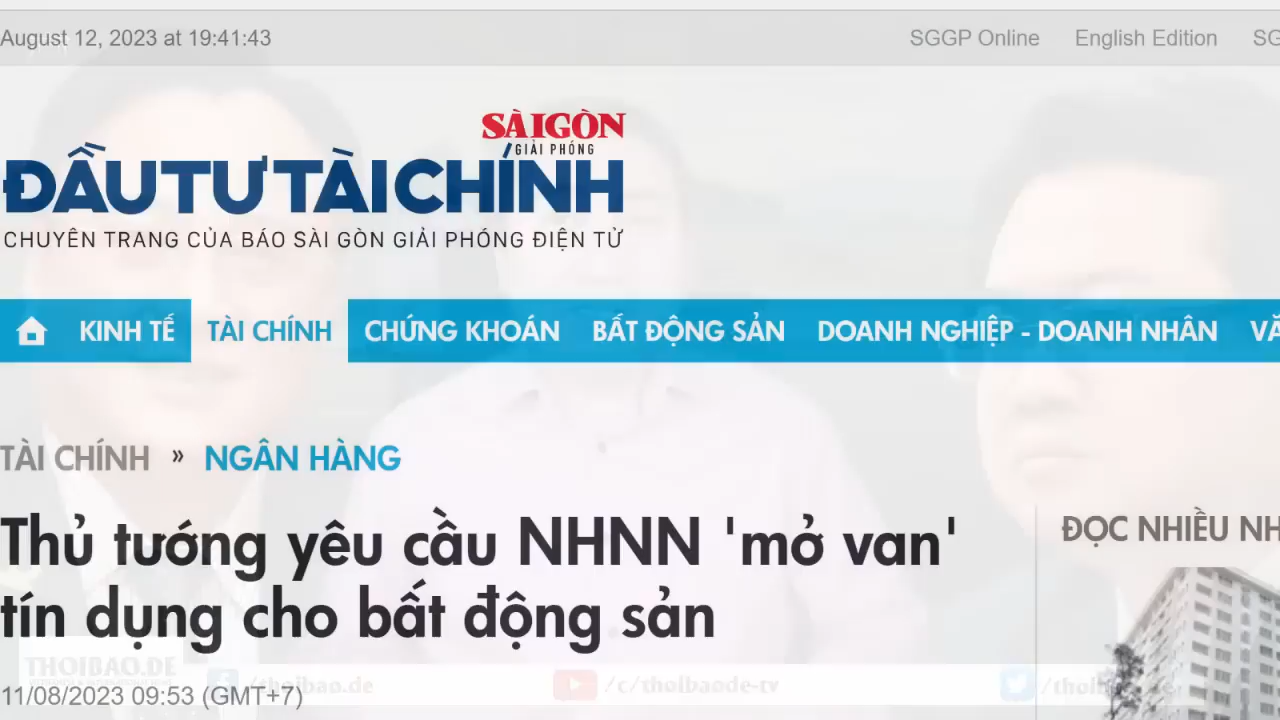 August 12, 2023 at 19:41:43
SGGP Online English Edition
SÀI GÒN
GIẢI PHÓNG
ĐẦU TƯ TÀI CHÍNH
CHUYÊN TRANG CỦA BÁO SÀI GÒN GIẢI PHÓNG ĐIỆN TỬ
KINH TẾ TÀI CHÍNH CHỨNG KHOÁN BẤT ĐỘNG SẢN DOANH NGHIỆP - DOANH NHÂN
TÀI CHÍNH » NGÂN HÀNG
Thủ tướng yêu cầu NHNN 'mở van'
tín dụng cho bất động sản
ĐỌC NHIỀU
THOIBAO.DE
/thoibao.de /c/thoibaode-tv
11/08/2023 09:53 (GMT+7)